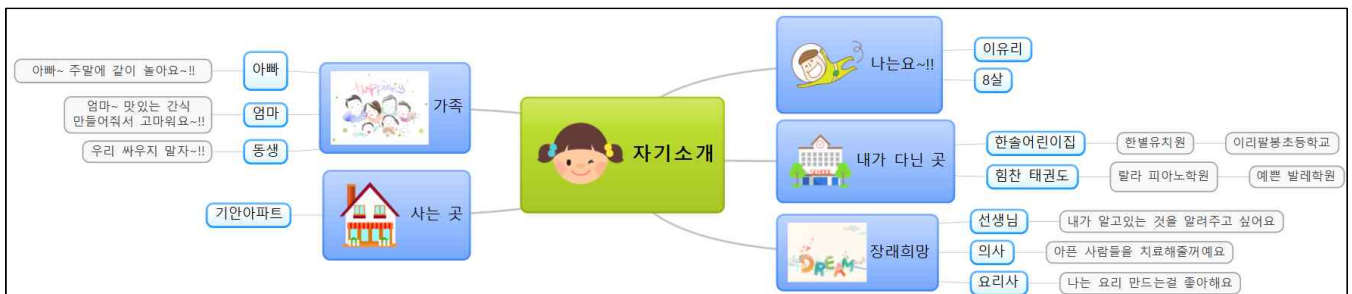 자기소개
나는요~!!
이유리
8살
내가 다닌 곳
한솔어린이집
한별유치원
이리팔봉초등학교
힘찬 태권도
랄라 피아노학원
예쁜 발레학원
장래희망
DREAM
선생님
내가 알고있는 것을 알려주고 싶어요
의사
아픈 사람들을 치료해줄꺼예요
요리사
나는 요리 만드는걸 좋아해요
가족
Happiness
아빠
아빠~ 주말에 같이 놀아요~!!
엄마
엄마~ 맛있는 간식
만들어줘서 고마워요~!!
동생
우리 싸우지 말자~!!
사는 곳
기안아파트
SCHOOL